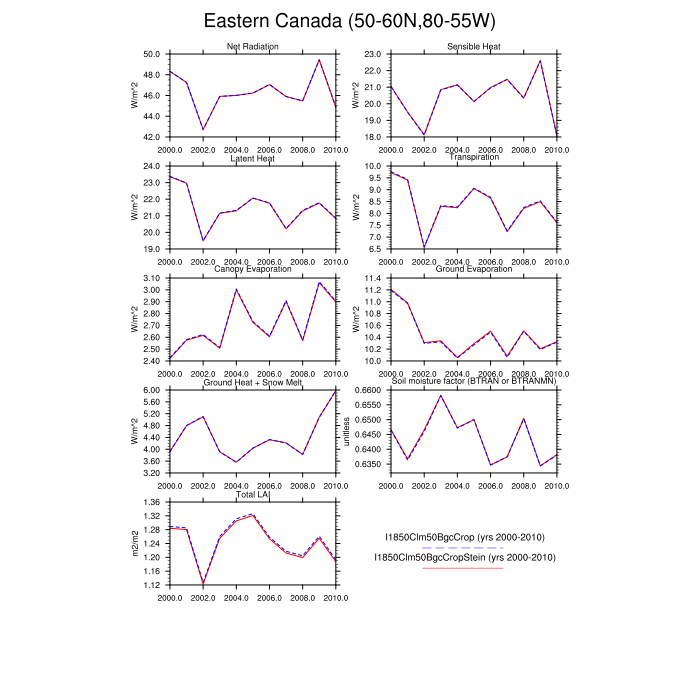 Eastern Canada (50-60N,80-55W)
Net Radiation
50.0
48.0
46.0
44.0
42.0
W/m^2
2000.0 2002.0 2004.0 2006.0 2008.0 2010.0
Sensible Heat
23.0
22.0
21.0
20.0
19.0
18.0
W/m^2
2000.0 2002.0 2004.0 2006.0 2008.0 2010.0
Latent Heat
24.0
23.0
22.0
21.0
20.0
19.0
W/m^2
2000.0 2002.0 2004.0 2006.0 2008.0 2010.0
Transpiration
10.0
9.5
9.0
8.5
8.0
7.5
7.0
6.5
W/m^2
2000.0 2002.0 2004.0 2006.0 2008.0 2010.0
Canopy Evaporation
3.10
3.00
2.90
2.80
2.70
2.60
2.50
2.40
W/m^2
2000.0 2002.0 2004.0 2006.0 2008.0 2010.0
Ground Evaporation
11.4
11.2
11.0
10.8
10.6
10.4
10.2
10.0
W/m^2
2000.0 2002.0 2004.0 2006.0 2008.0 2010.0
Ground Heat + Snow Melt
6.00
5.60
5.20
4.80
4.40
4.00
3.60
3.20
W/m^2
2000.0 2002.0 2004.0 2006.0 2008.0 2010.0
Soil moisture factor (BTRAN or BTRANMN)
0.6600
0.6550
0.6500
0.6450
0.6400
0.6350
unitless
2000.0 2002.0 2004.0 2006.0 2008.0 2010.0
Total LAI
1.36
1.32
1.28
1.24
1.20
1.16
1.12
m2/m2
2000.0 2002.0 2004.0 2006.0 2008.0 2010.0
I1850Clm50BgcCrop (yrs 2000-2010)
I1850Clm50BgcCropStein (yrs 2000-2010)